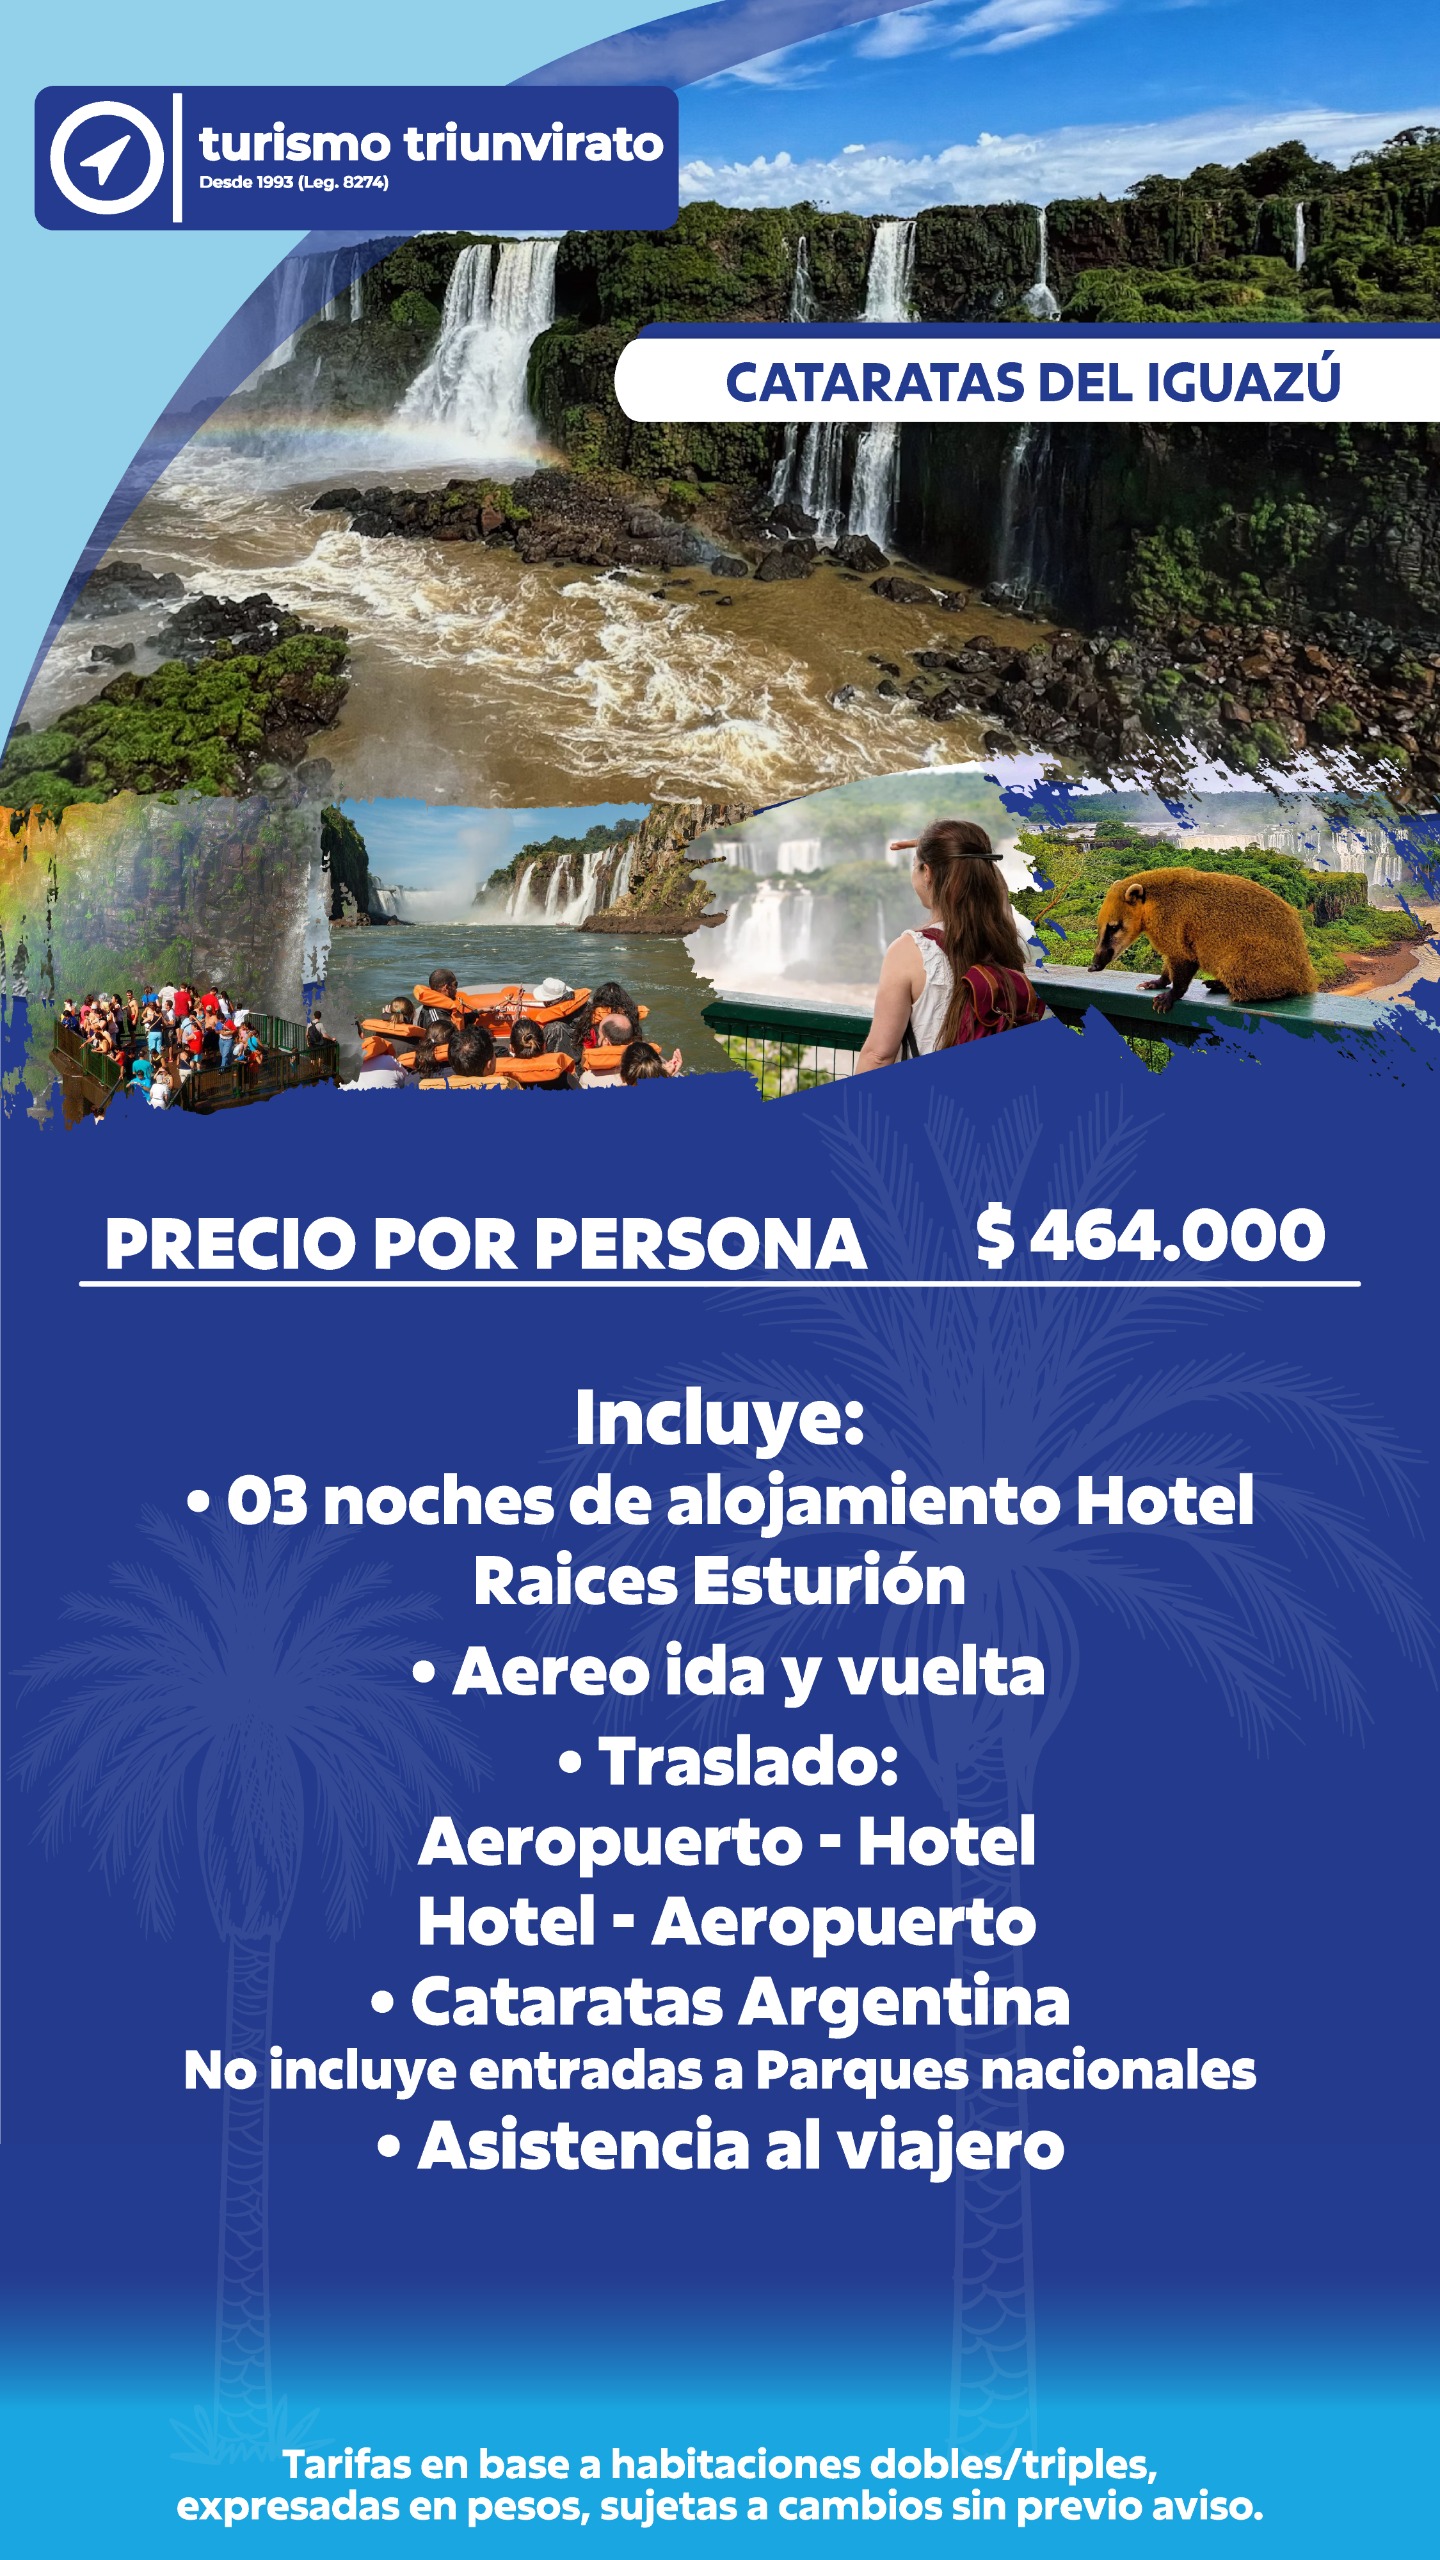 turismo triunvirato
Desde 1993 (Leg. 8274)
CATARATAS DEL IGUAZÚ
PRECIO POR PERSONA $ 464.000
Incluye:
• 03 noches de alojamiento Hotel
Raices Esturión
• Aereo ida y vuelta
• Traslado:
Aeropuerto - Hotel
Hotel - Aeropuerto
• Cataratas Argentina
No incluye entradas a Parques nacionales
• Asistencia al viajero
Tarifas en base a habitaciones dobles/triples,
expresadas en pesos, sujetas a cambios sin previo aviso.